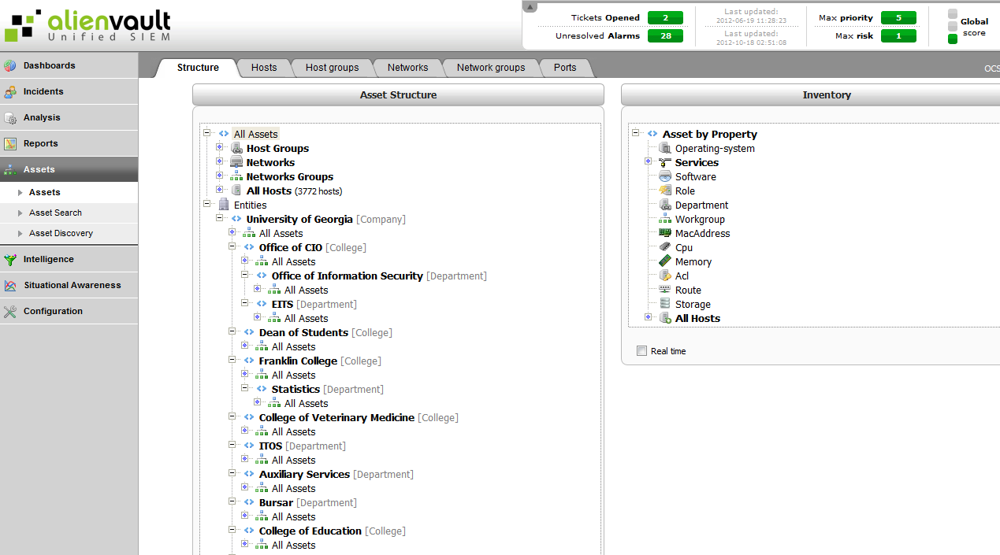 alienvault
Unified SIEM
Tickets Opened 2
Unresolved Alarms 28
Last updated:
2012-06-19 11:28:23
Last updated:
2012-10-18 02:51:08
Max priority 5
Max risk 1
Global
score
Dashboards
Incidents
Analysis
Reports
Assets
Assets
Asset Search
Asset Discovery
Intelligence
Situational Awareness
Configuration
Structure Hosts Host groups Networks Network groups Ports
OCS
Asset Structure
All Assets
Host Groups
Networks
Networks Groups
All Hosts (3772 hosts)
Entities
University of Georgia [Company]
All Assets
Office of CIO [College]
All Assets
Office of Information Security [Department]
All Assets
EITS [Department]
All Assets
Dean of Students [College]
All Assets
Franklin College [College]
All Assets
Statistics [Department]
All Assets
College of Veterinary Medicine [College]
All Assets
ITOS [Department]
All Assets
Auxiliary Services [Department]
All Assets
Bursar [Department]
All Assets
College of Education [College]
All Assets
Inventory
Asset by Property
Operating-system
Services
Software
Role
Department
Workgroup
MacAddress
Cpu
Memory
Acl
Route
Storage
All Hosts
Real time